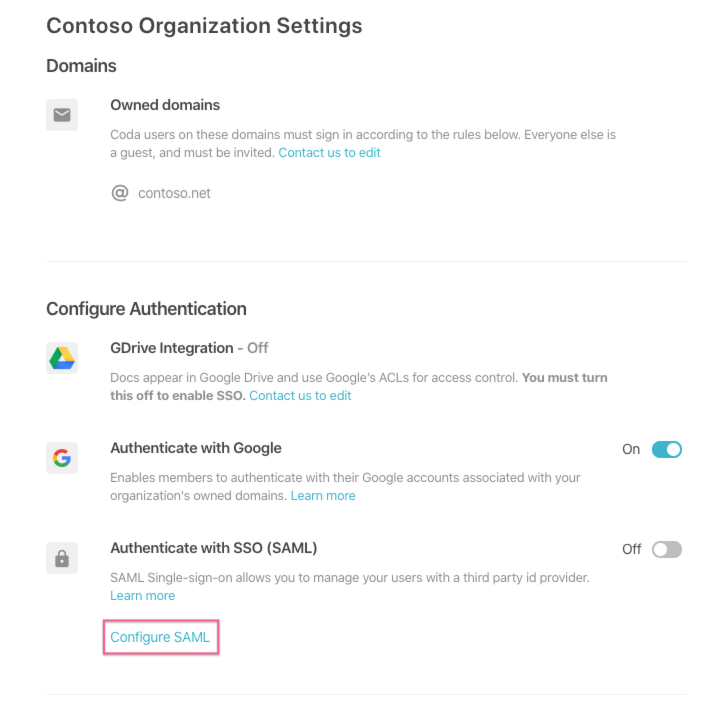 Contoso Organization Settings
Domains
Owned domains
Coda users on these domains must sign in according to the rules below. Everyone else is
a guest, and must be invited. Contact us to edit
@ contoso.net
Configure Authentication
GDrive Integration - Off
Docs appear in Google Drive and use Google's ACLs for access control. You must turn
this off to enable SSO. Contact us to edit
Authenticate with Google
On
Enables members to authenticate with their Google accounts associated with your
organization's owned domains. Learn more
Authenticate with SSO (SAML)
Off
SAML Single-sign-on allows you to manage your users with a third party id provider.
Learn more
Configure SAML